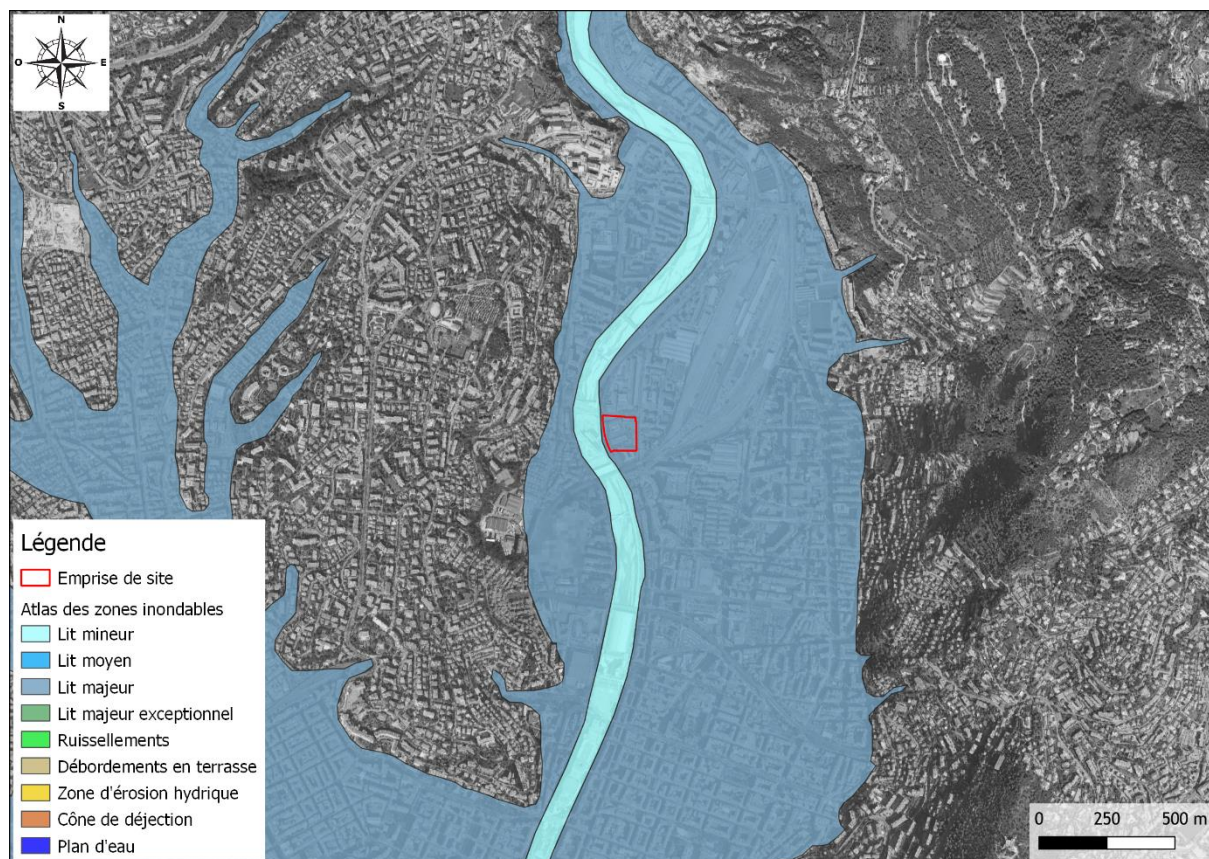 N
O
E
S
Légende
Emprise de site
Atlas des zones inondables
Lit mineur
Lit moyen
Lit majeur
Lit majeur exceptionnel
Ruissellements
Débordements en terrasse
Zone d'érosion hydrique
Cône de déjection
Plan d'eau
0 250 500 m